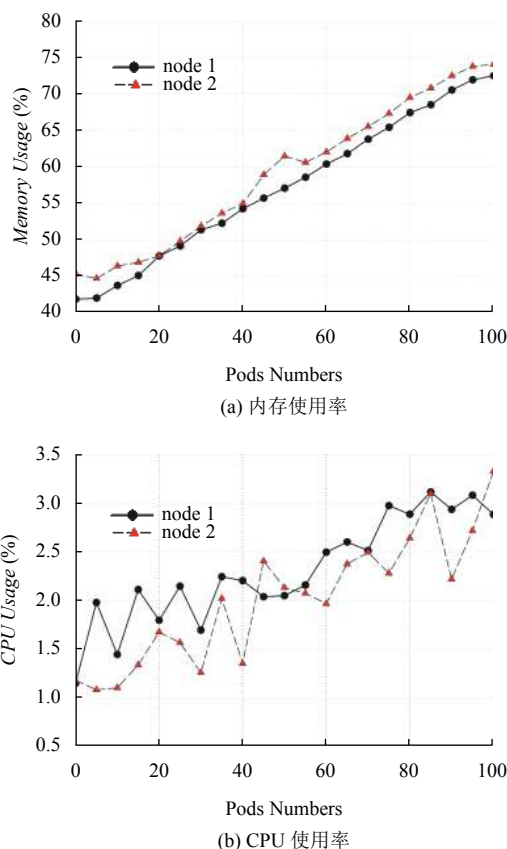 80
75
70
65
60
55
50
45
40
Memory Usage (%)
node 1
node 2
0 20 40 60 80 100
Pods Numbers
(a) 内存使用率
3.5
3.0
2.5
2.0
1.5
1.0
0.5
CPU Usage (%)
node 1
node 2
0 20 40 60 80 100
Pods Numbers
(b) CPU 使用率